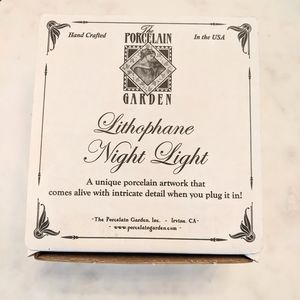 The
PORCELAIN
Hand Crafted
In the USA
GARDEN
Lithophane
Night Light
A unique porcelain artwork that
comes alive with intricate detail when you plug it in!
·The Porcelain Garden, Inc. - Irvine, CA·
- www.porcelaingarden.com -